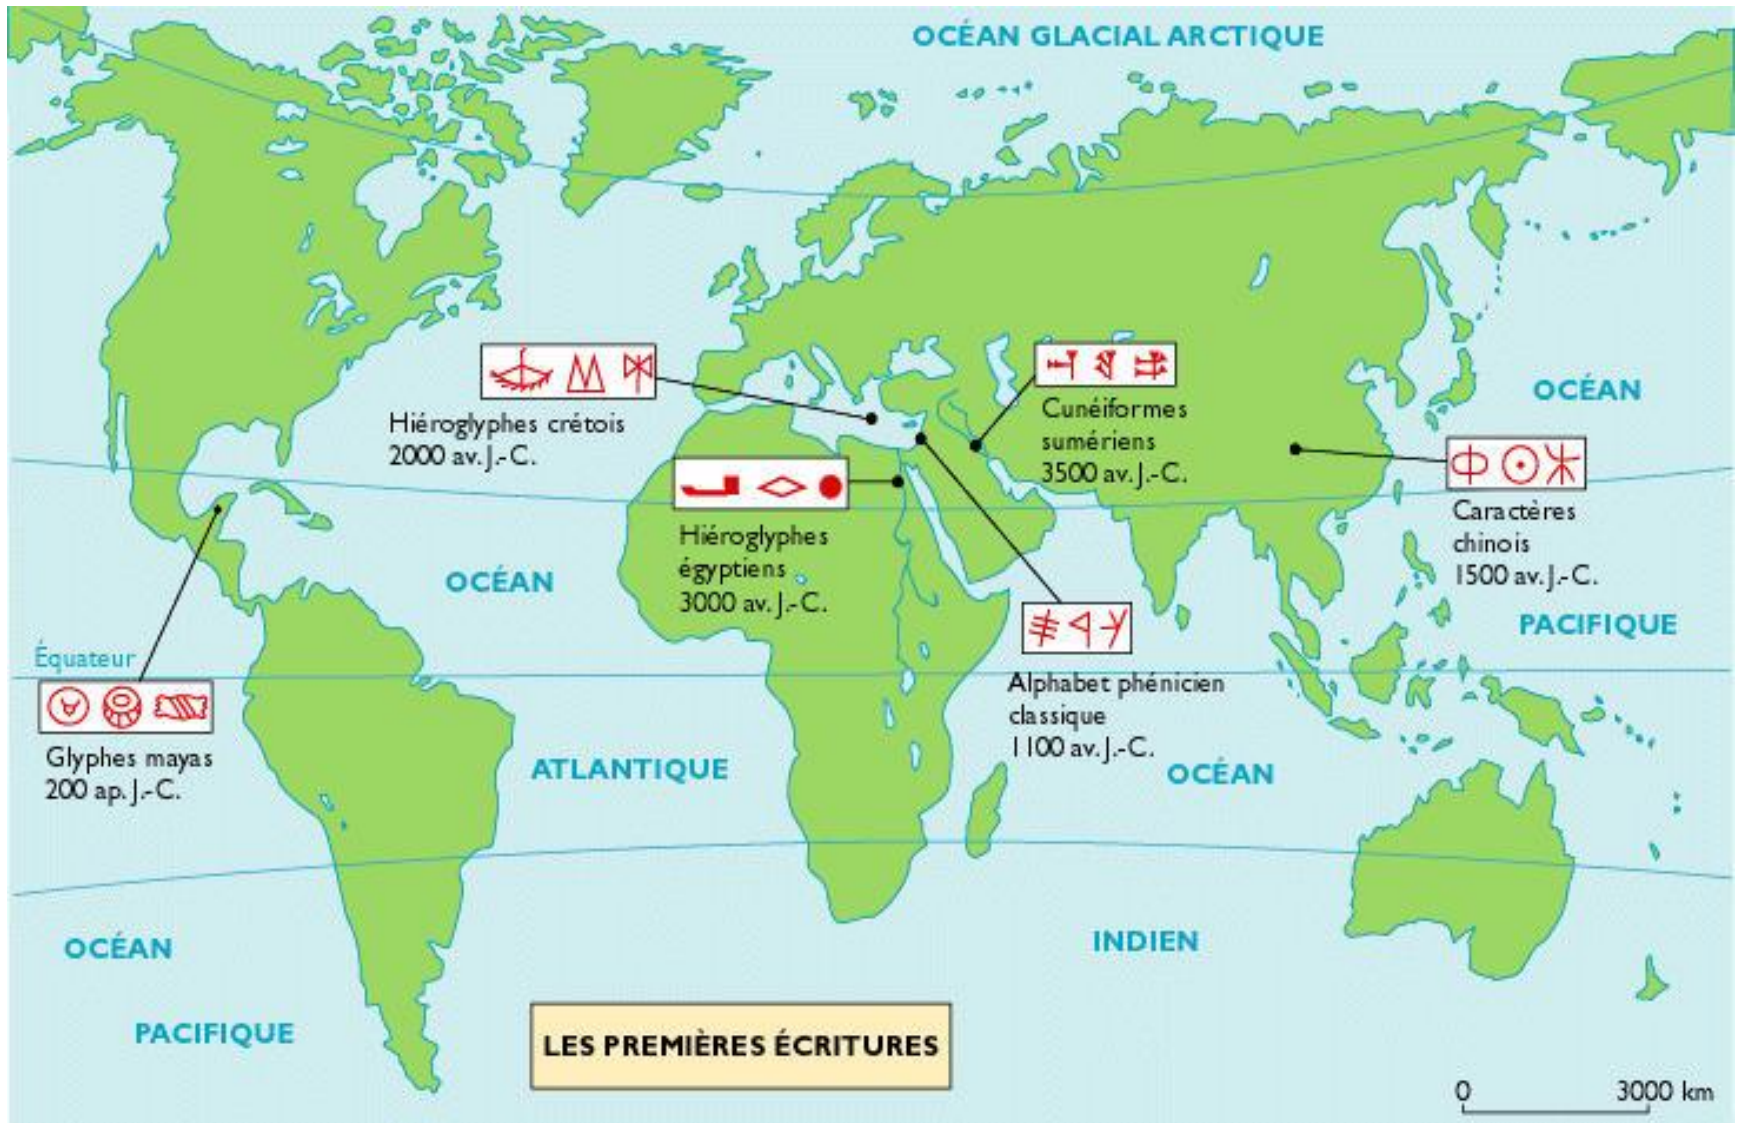 OCÉAN GLACIAL ARCTIQUE
Hiéroglyphes crétois
2000 av. J.-C.
Cunéiformes
sumériens
3500 av. J.-C.
OCÉAN
PACIFIQUE
Caractères
chinois
1500 av. J.-C.
Hiéroglyphes
égyptiens
3000 av. J.-C.
OCÉAN
ATLANTIQUE
Équateur
Glyphes mayas
200 ap. J.-C.
Alphabet phénicien
classique
1100 av. J.-C.
OCÉAN
INDIEN
OCÉAN
PACIFIQUE
LES PREMIÈRES ÉCRITURES
0 3000 km